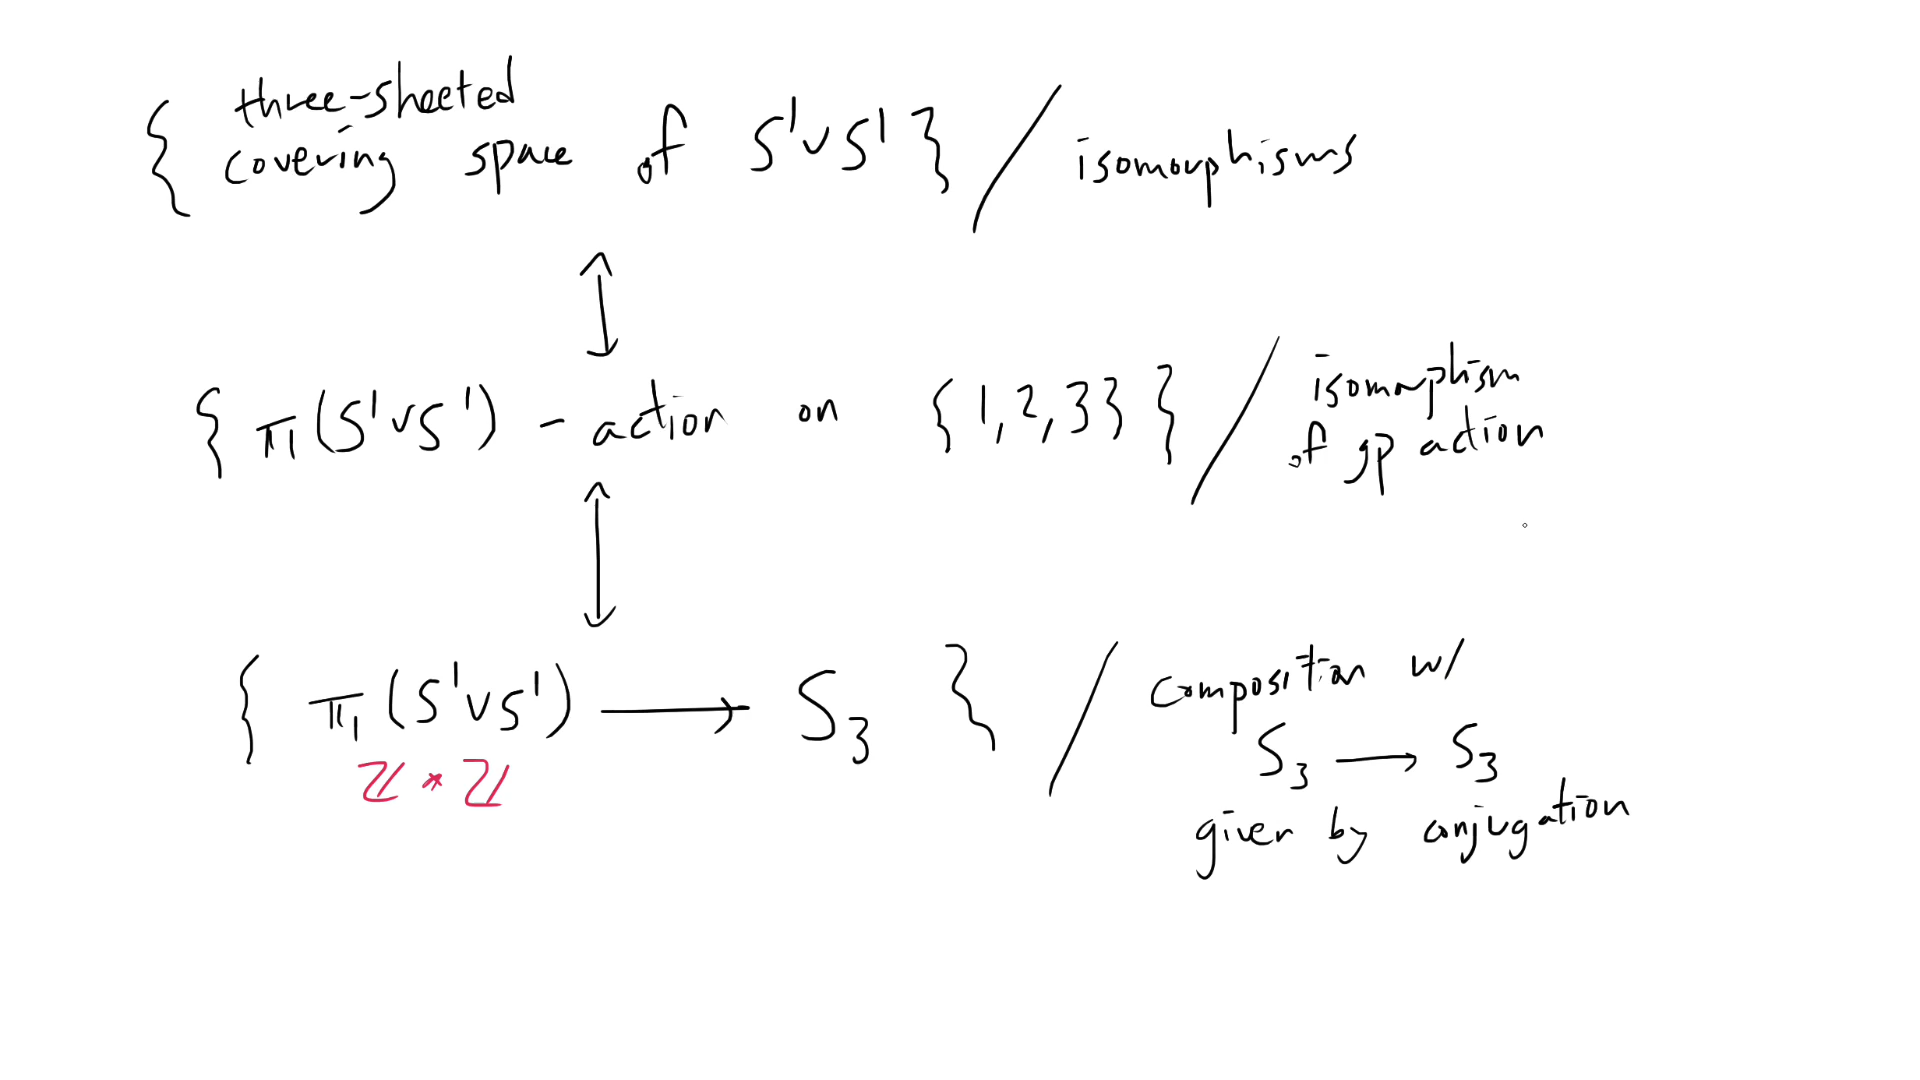 { three-sheeted covering space of S¹∨S¹ } / isomorphisms
↕
{ π₁(S¹∨S¹) - action on {1,2,3} } / isomorphism of gp action
↕
{ π₁(S¹∨S¹) ⟶ S₃ } / composition w/
ℤ * ℤ
S₃ ⟶ S₃
given by conjugation